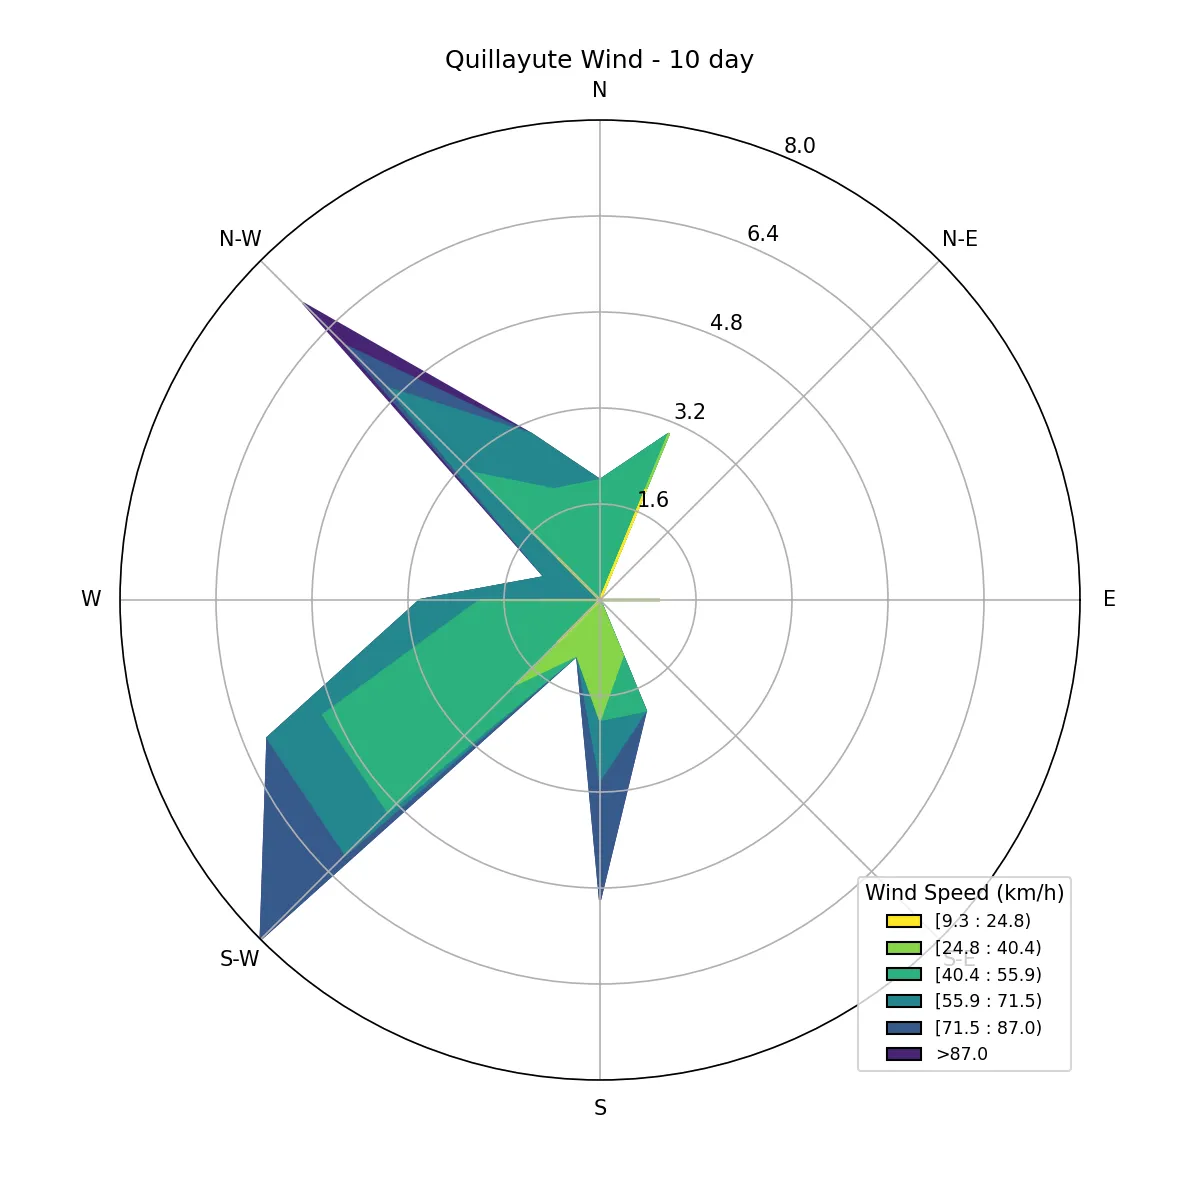 Quillayute Wind - 10 day
N
8.0
N-W
6.4
N-E
4.8
3.2
1.6
W
E
Wind Speed (km/h)
[9.3 : 24.8)
[24.8 : 40.4)
S-W
S-E
[40.4 : 55.9)
[55.9 : 71.5)
[71.5 : 87.0)
>87.0
S